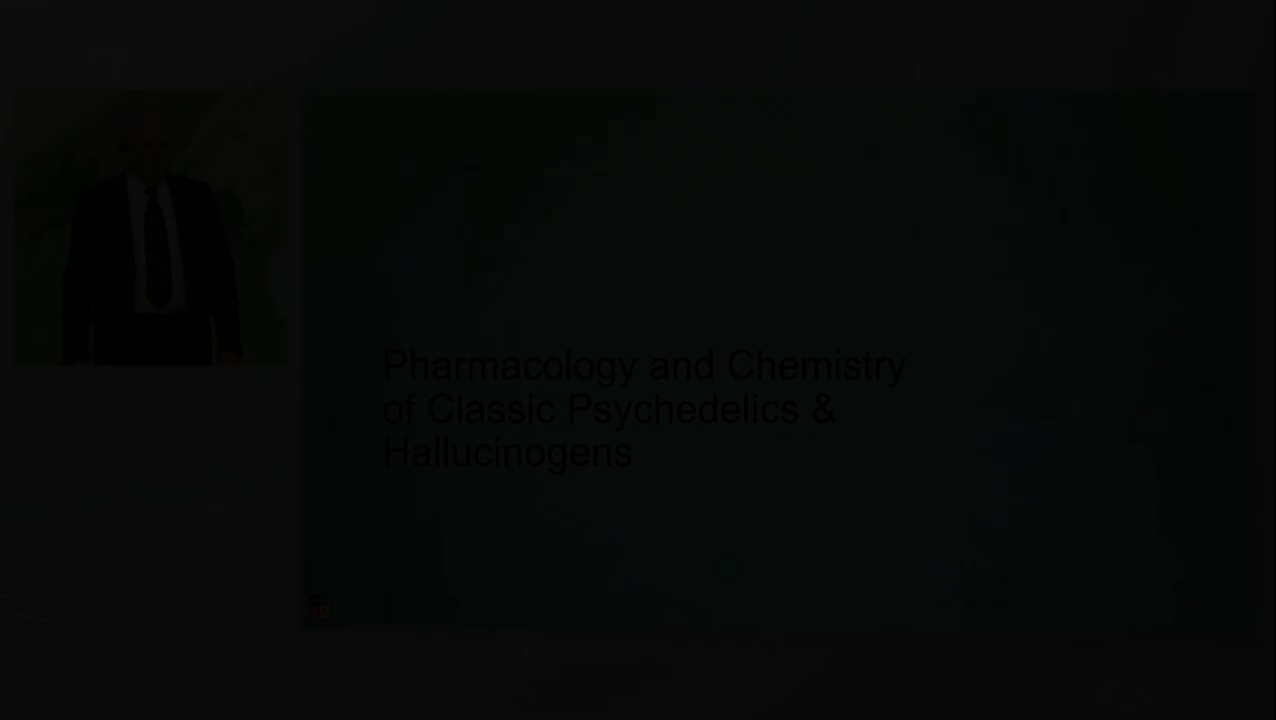 Pharmacology and Chemistry
of Classic Psychedelics &
Hallucinogens